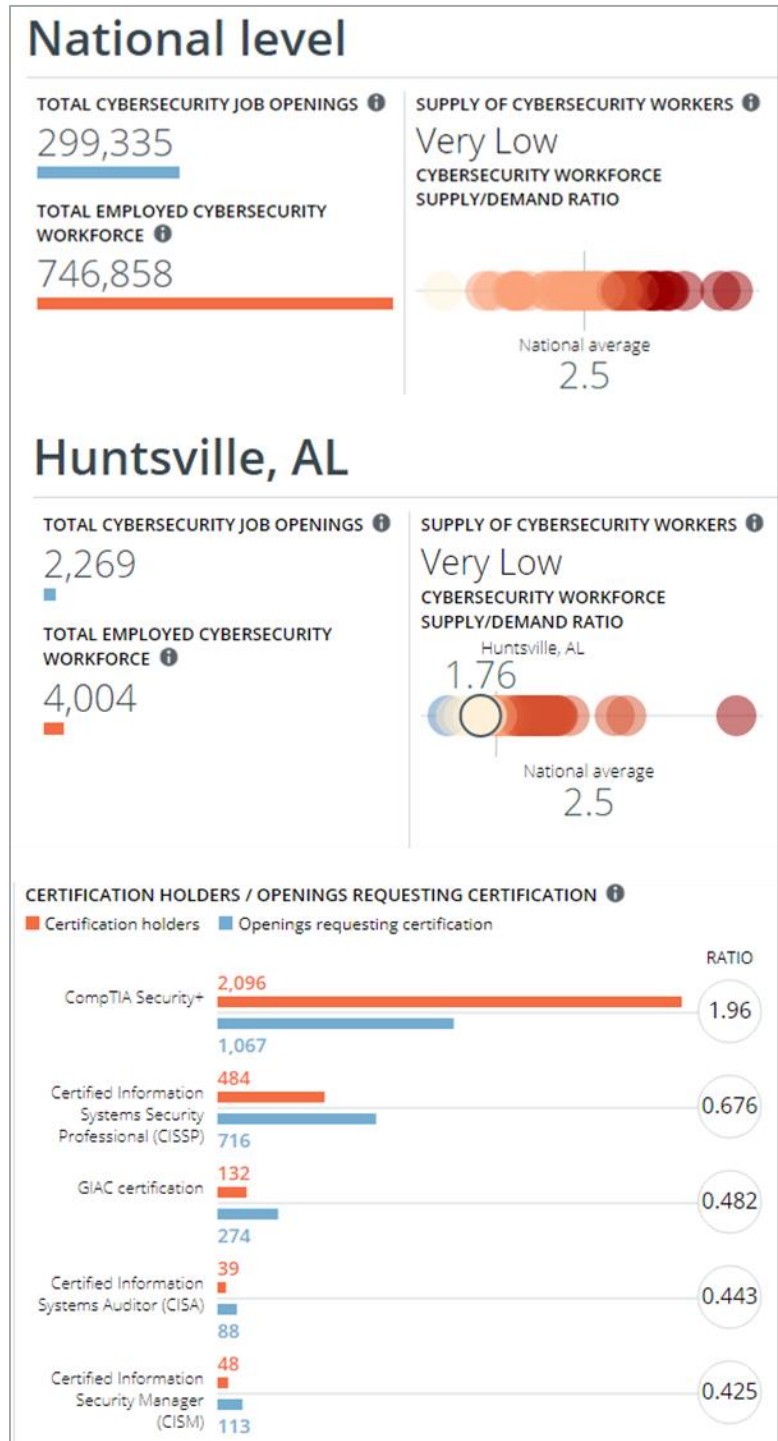 National level
TOTAL CYBERSECURITY JOB OPENINGS
299,335
TOTAL EMPLOYED CYBERSECURITY
WORKFORCE
746,858
SUPPLY OF CYBERSECURITY WORKERS
Very Low
CYBERSECURITY WORKFORCE
SUPPLY/DEMAND RATIO
National average
2.5
Huntsville, AL
TOTAL CYBERSECURITY JOB OPENINGS
2,269
TOTAL EMPLOYED CYBERSECURITY
WORKFORCE
4,004
SUPPLY OF CYBERSECURITY WORKERS
Very Low
CYBERSECURITY WORKFORCE
SUPPLY/DEMAND RATIO
Huntsville, AL
1.76
National average
2.5
CERTIFICATION HOLDERS / OPENINGS REQUESTING CERTIFICATION
Certification holders Openings requesting certification
RATIO
CompTIA Security+
2,096
1,067
1.96
Certified Information
Systems Security
Professional (CISSP)
484
716
0.676
GIAC certification
132
274
0.482
Certified Information
Systems Auditor (CISA)
39
88
0.443
Certified Information
Security Manager
(CISM)
48
113
0.425